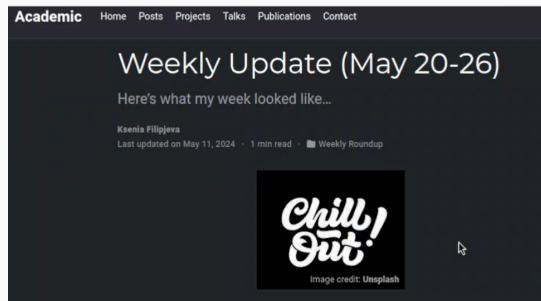 Academic Home Posts Projects Talks Publications Contact
Weekly Update (May 20-26)
Here's what my week looked like...
Ksenia Filipjeva
Last updated on May 11, 2024 · 1 min read · Weekly Roundup
Chill
Out!
Image credit: Unsplash